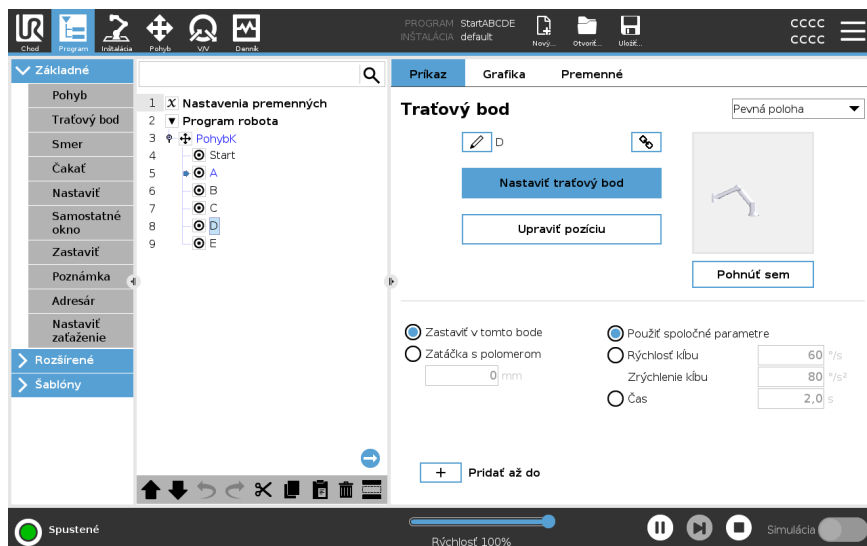 UR
PROGRAM StartABCDE
INŠTALÁCIA default
CCCC
CCCC
Chod Program Inštalácia Pohyb V/V Denník Nový... Otvoriť... Uložiť...
Základné
Pohyb
Traťový bod
Smer
Čakať
Nastaviť
Samostatné
okno
Zastaviť
Poznámka
Adresár
Nastaviť
zaťaženie
Rozšírené
Šablóny
1 X Nastavenia premenných
2 Program robota
3 PohybK
4 Start
5 A
6 B
7 C
8 D
9 E
Príkaz Grafika Premenné
Traťový bod
Pevná poloha
D
Nastaviť traťový bod
Upraviť pozíciu
Pohnúť sem
Zastaviť v tomto bode
Zatáčka s polomerom
0 mm
Použiť spoločné parametre
Rýchlosť kĺbu 60 °/s
Zrýchlenie kĺbu 80 °/s²
Čas 2,0 s
+ Pridať až do
Spustené
Rýchlosť 100%
Simulácia